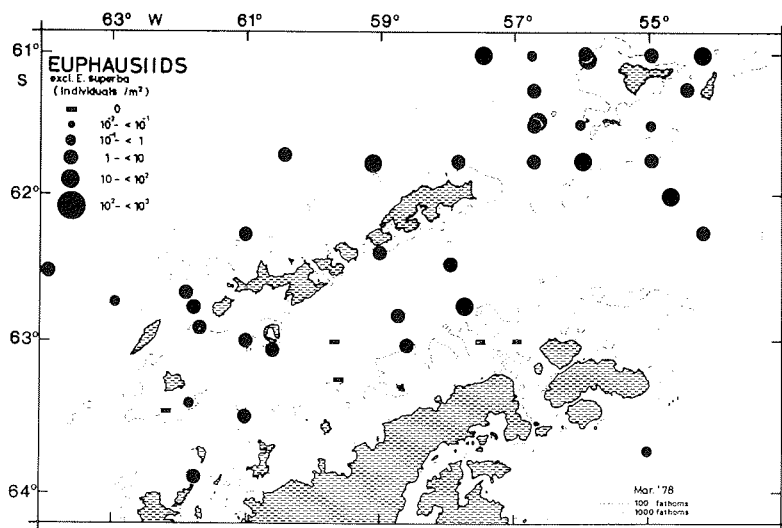 63° W 61° 59° 57° 55°
61°
S
EUPHAUSIIDS
excl. E. superba
(individuals /m²)
0
10⁻²- <10⁻¹
10⁻¹- < 1
1 - <10
10 - <10²
10² - <10³
62°
63°
64°
Mar. '78
100 fathoms
1000 fathoms